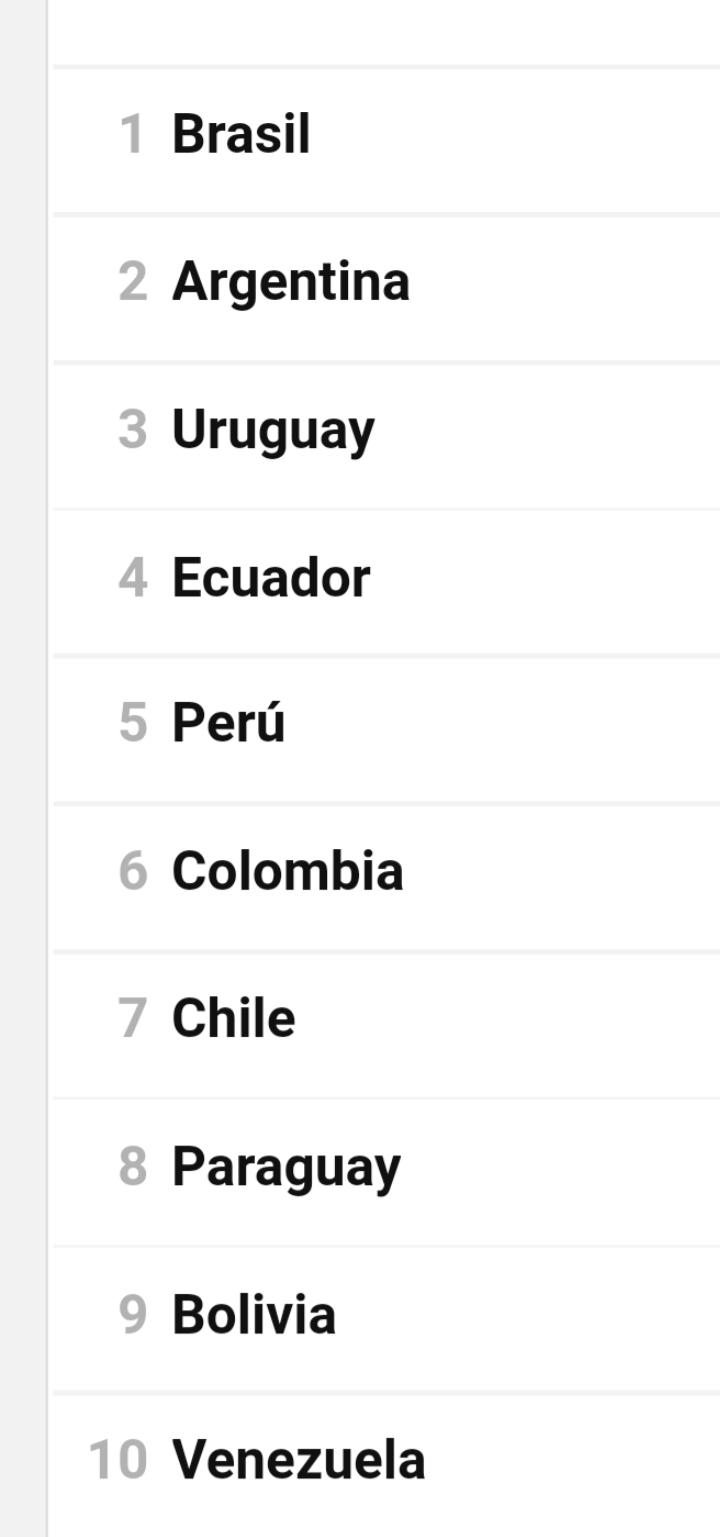 1 Brasil
2 Argentina
3 Uruguay
4 Ecuador
5 Perú
6 Colombia
7 Chile
8 Paraguay
9 Bolivia
10 Venezuela